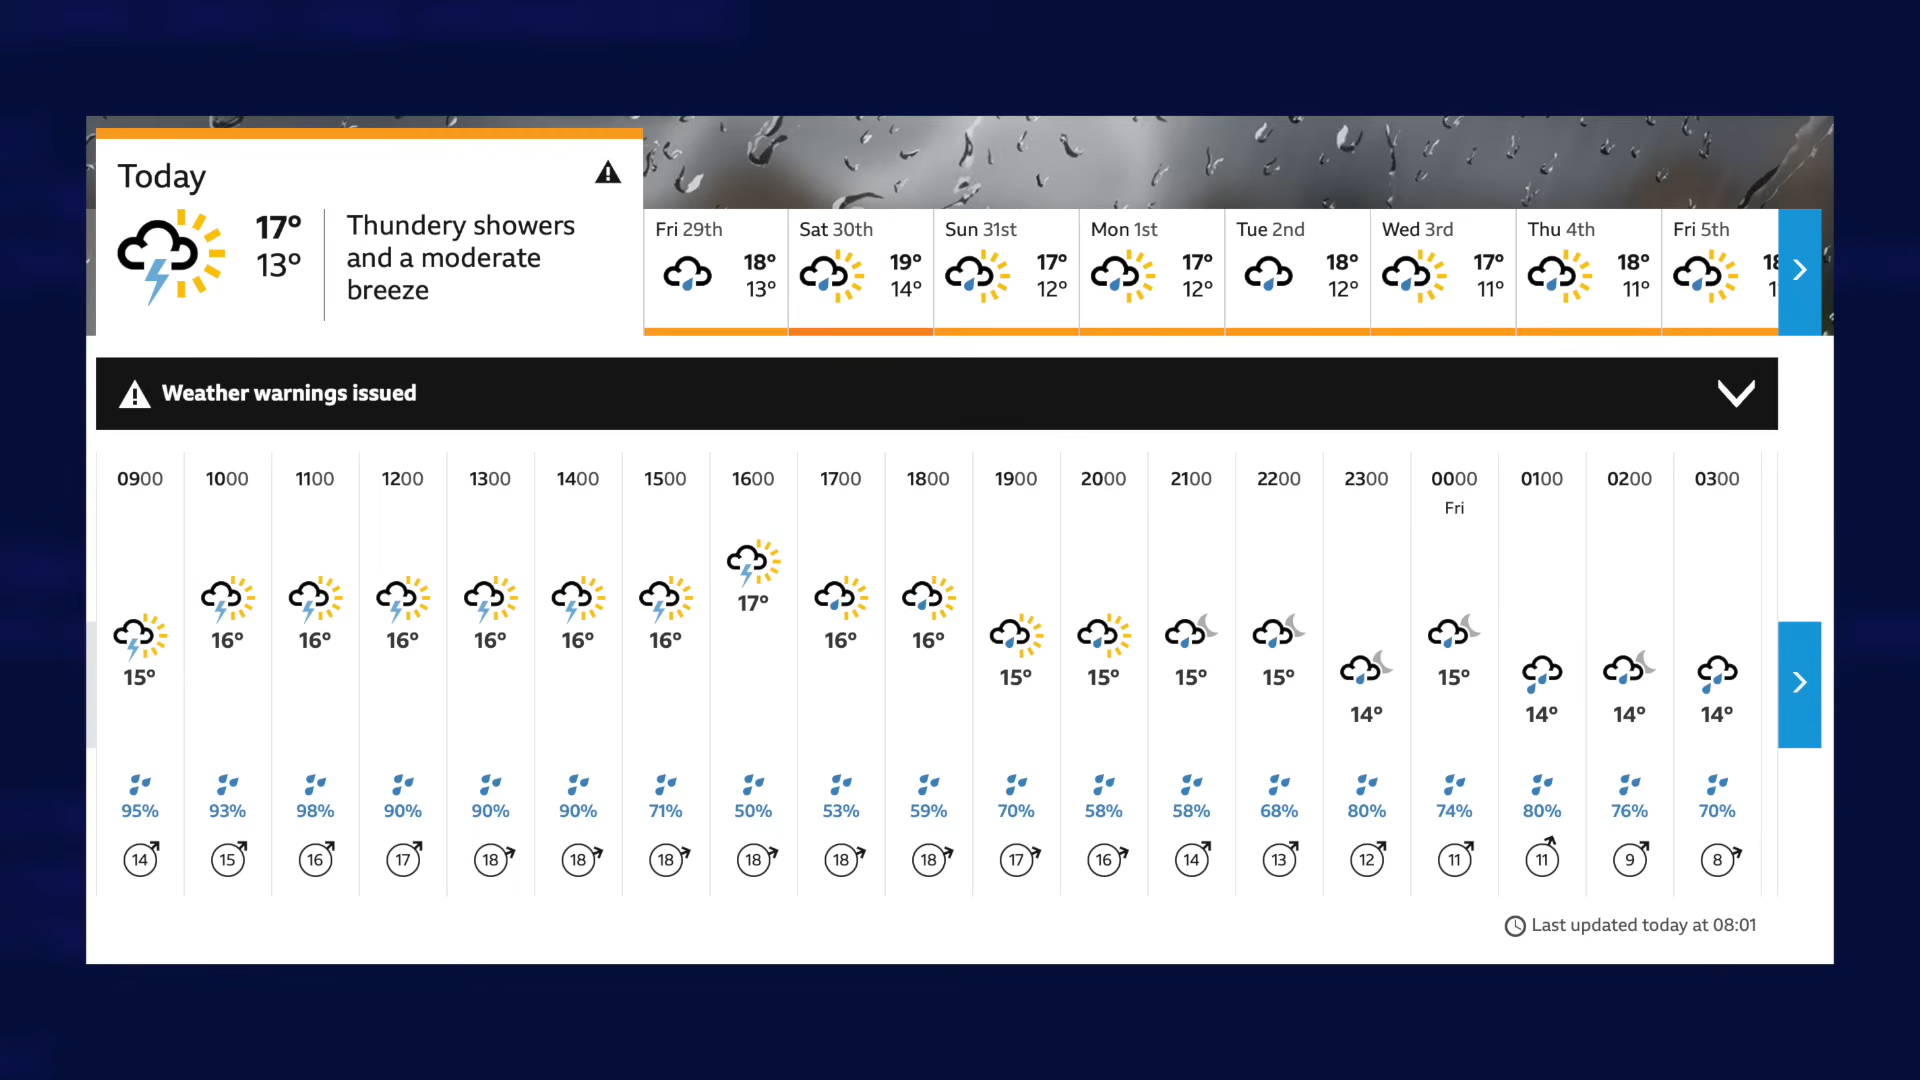 Today
17°
13°
Thundery showers
and a moderate
breeze
Fri 29th
18°
13°
Sat 30th
19°
14°
Sun 31st
17°
12°
Mon 1st
17°
12°
Tue 2nd
18°
12°
Wed 3rd
17°
11°
Thu 4th
18°
11°
Fri 5th
Weather warnings issued
0900 1000 1100 1200 1300 1400 1500 1600 1700 1800 1900 2000 2100 2200 2300 0000 0100 0200 0300
Fri
15° 16° 16° 16° 16° 16° 16° 17° 16° 16° 15° 15° 15° 15° 14° 15° 14° 14° 14°
95% 93% 98% 90% 90% 90% 71% 50% 53% 59% 70% 58% 58% 68% 80% 74% 80% 76% 70%
14 15 16 17 18 18 18 18 18 18 17 16 14 13 12 11 11 9 8
Last updated today at 08:01